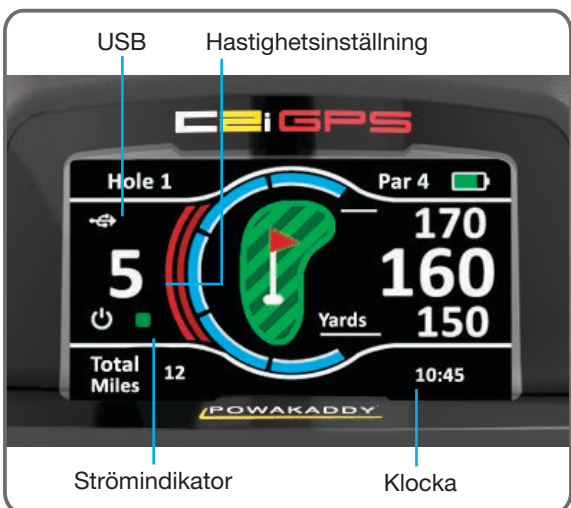 USB Hastighetsinställning
C2i GPS
Hole 1 Par 4
170
5 160
Yards 150
Total Miles 12 10:45
POWAKADDY
Strömindikator Klocka